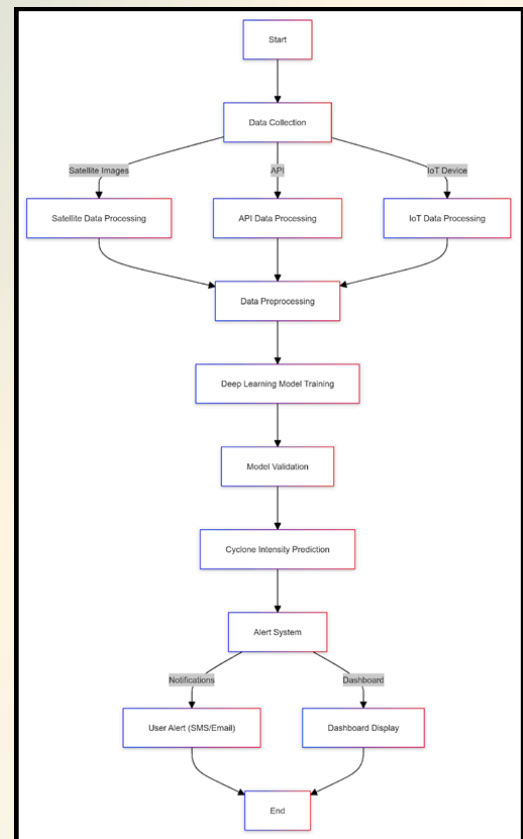 Start
Data Collection
Satellite Images
API
IoT Device
Satellite Data Processing
API Data Processing
IoT Data Processing
Data Preprocessing
Deep Learning Model Training
Model Validation
Cyclone Intensity Prediction
Alert System
Notifications
Dashboard
User Alert (SMS/Email)
Dashboard Display
End